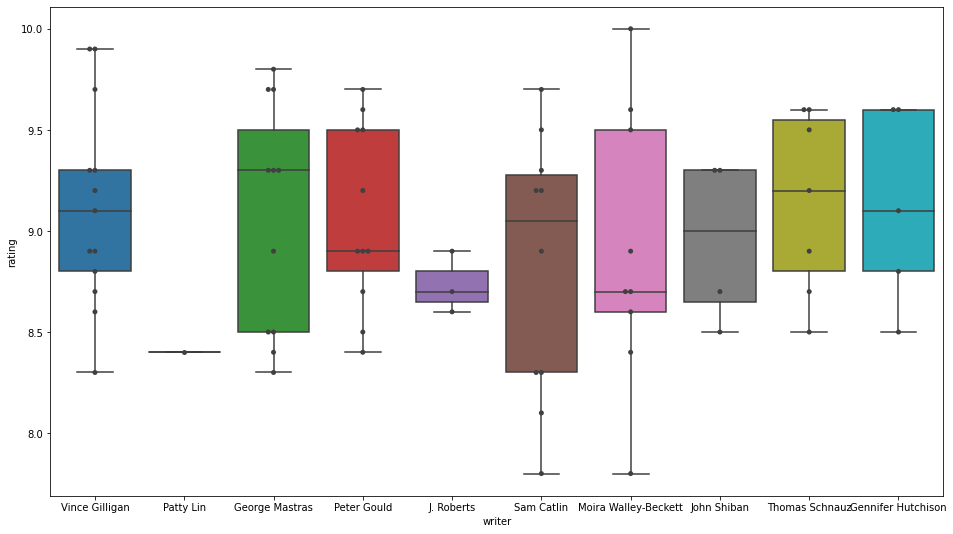 10.0
9.5
9.0
8.5
8.0
rating
Vince Gilligan
Patty Lin
George Mastras
Peter Gould
J. Roberts
Sam Catlin
Moira Walley-Beckett
John Shiban
Thomas Schnauz
Gennifer Hutchison
writer